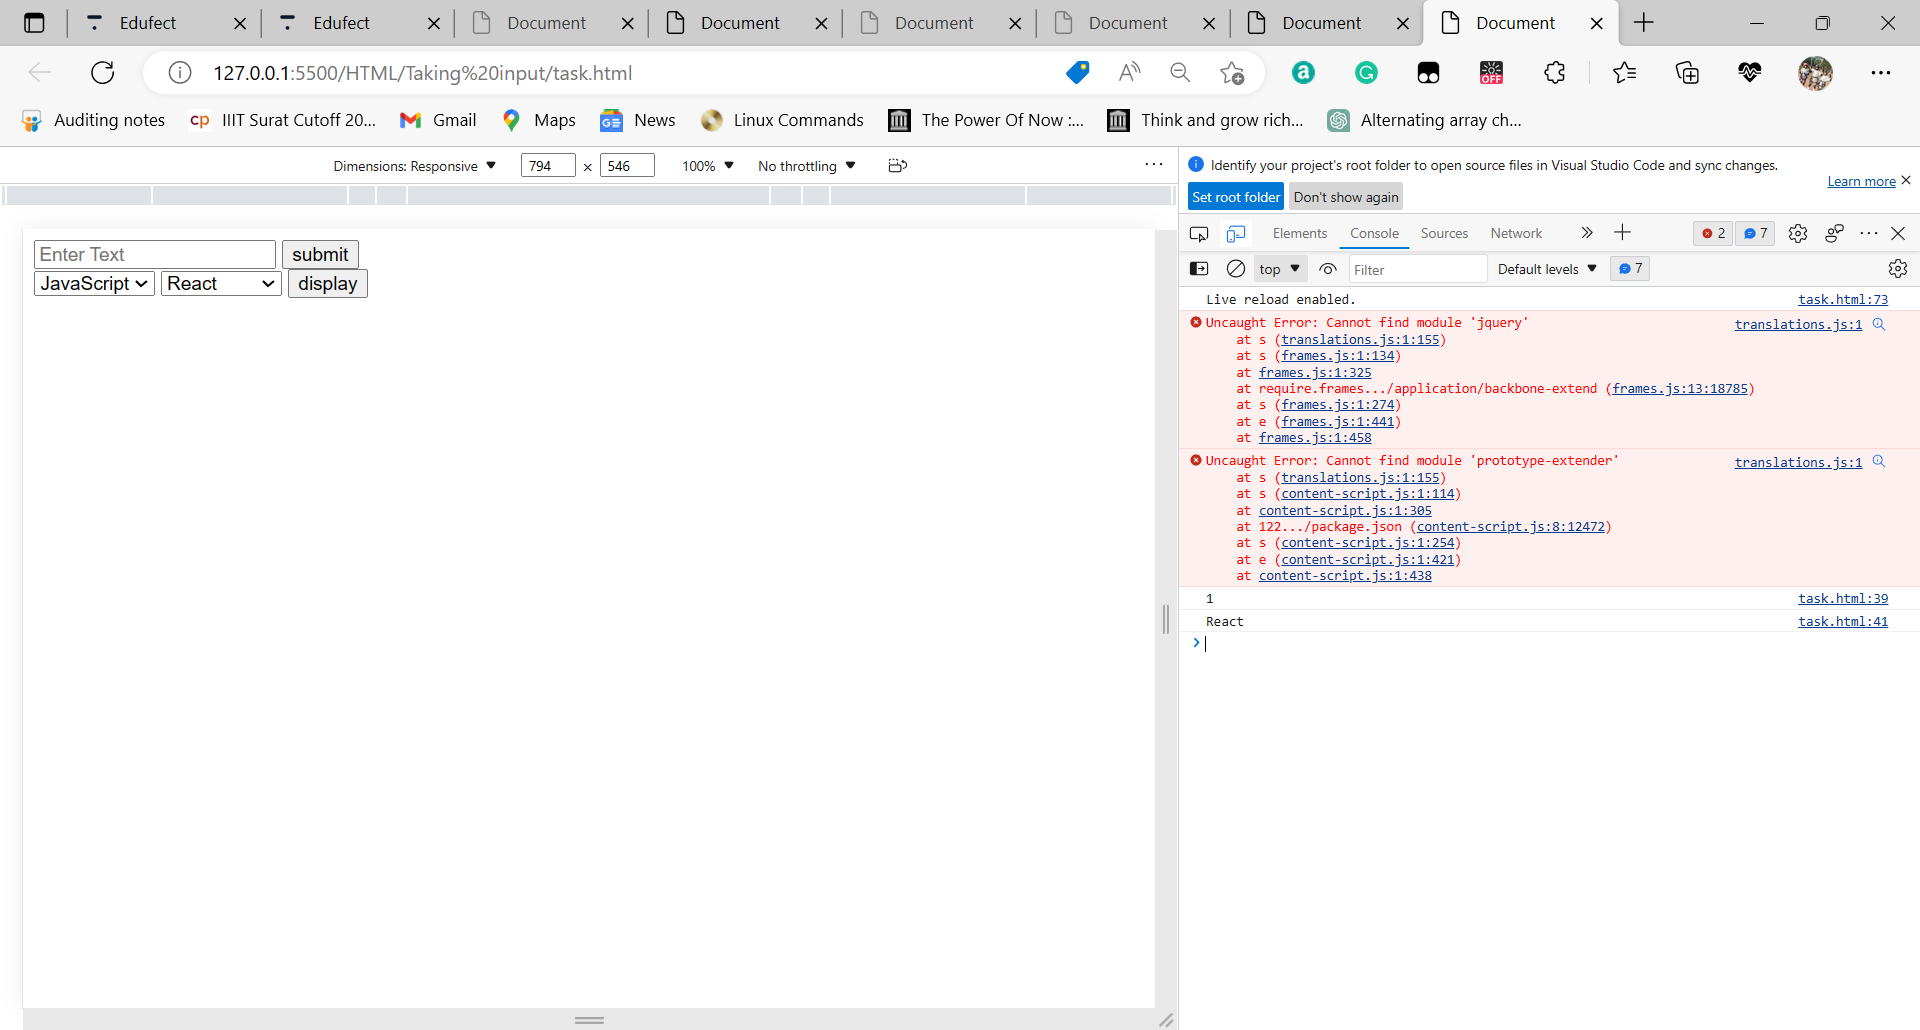 Edufect
Edufect
Document
Document
Document
Document
Document
Document
127.0.0.1:5500/HTML/Taking%20input/task.html
Auditing notes
IIIT Surat Cutoff 20...
Gmail
Maps
News
Linux Commands
The Power Of Now :...
Think and grow rich...
Alternating array ch...
Dimensions: Responsive
794 × 546
100%
No throttling
Identify your project's root folder to open source files in Visual Studio Code and sync changes.
Learn more
Set root folder
Don't show again
Elements
Console
Sources
Network
2
7
top
Filter
Default levels
7
Enter Text
submit
JavaScript
React
display
Live reload enabled. task.html:73
Uncaught Error: Cannot find module 'jquery' translations.js:1
at s (translations.js:1:155)
at s (frames.js:1:134)
at frames.js:1:325
at require.frames.../application/backbone-extend (frames.js:13:18785)
at s (frames.js:1:274)
at e (frames.js:1:441)
at frames.js:1:458
Uncaught Error: Cannot find module 'prototype-extender' translations.js:1
at s (translations.js:1:155)
at s (content-script.js:1:114)
at content-script.js:1:305
at 122.../package.json (content-script.js:8:12472)
at s (content-script.js:1:254)
at e (content-script.js:1:421)
at content-script.js:1:438
1 task.html:39
React task.html:41